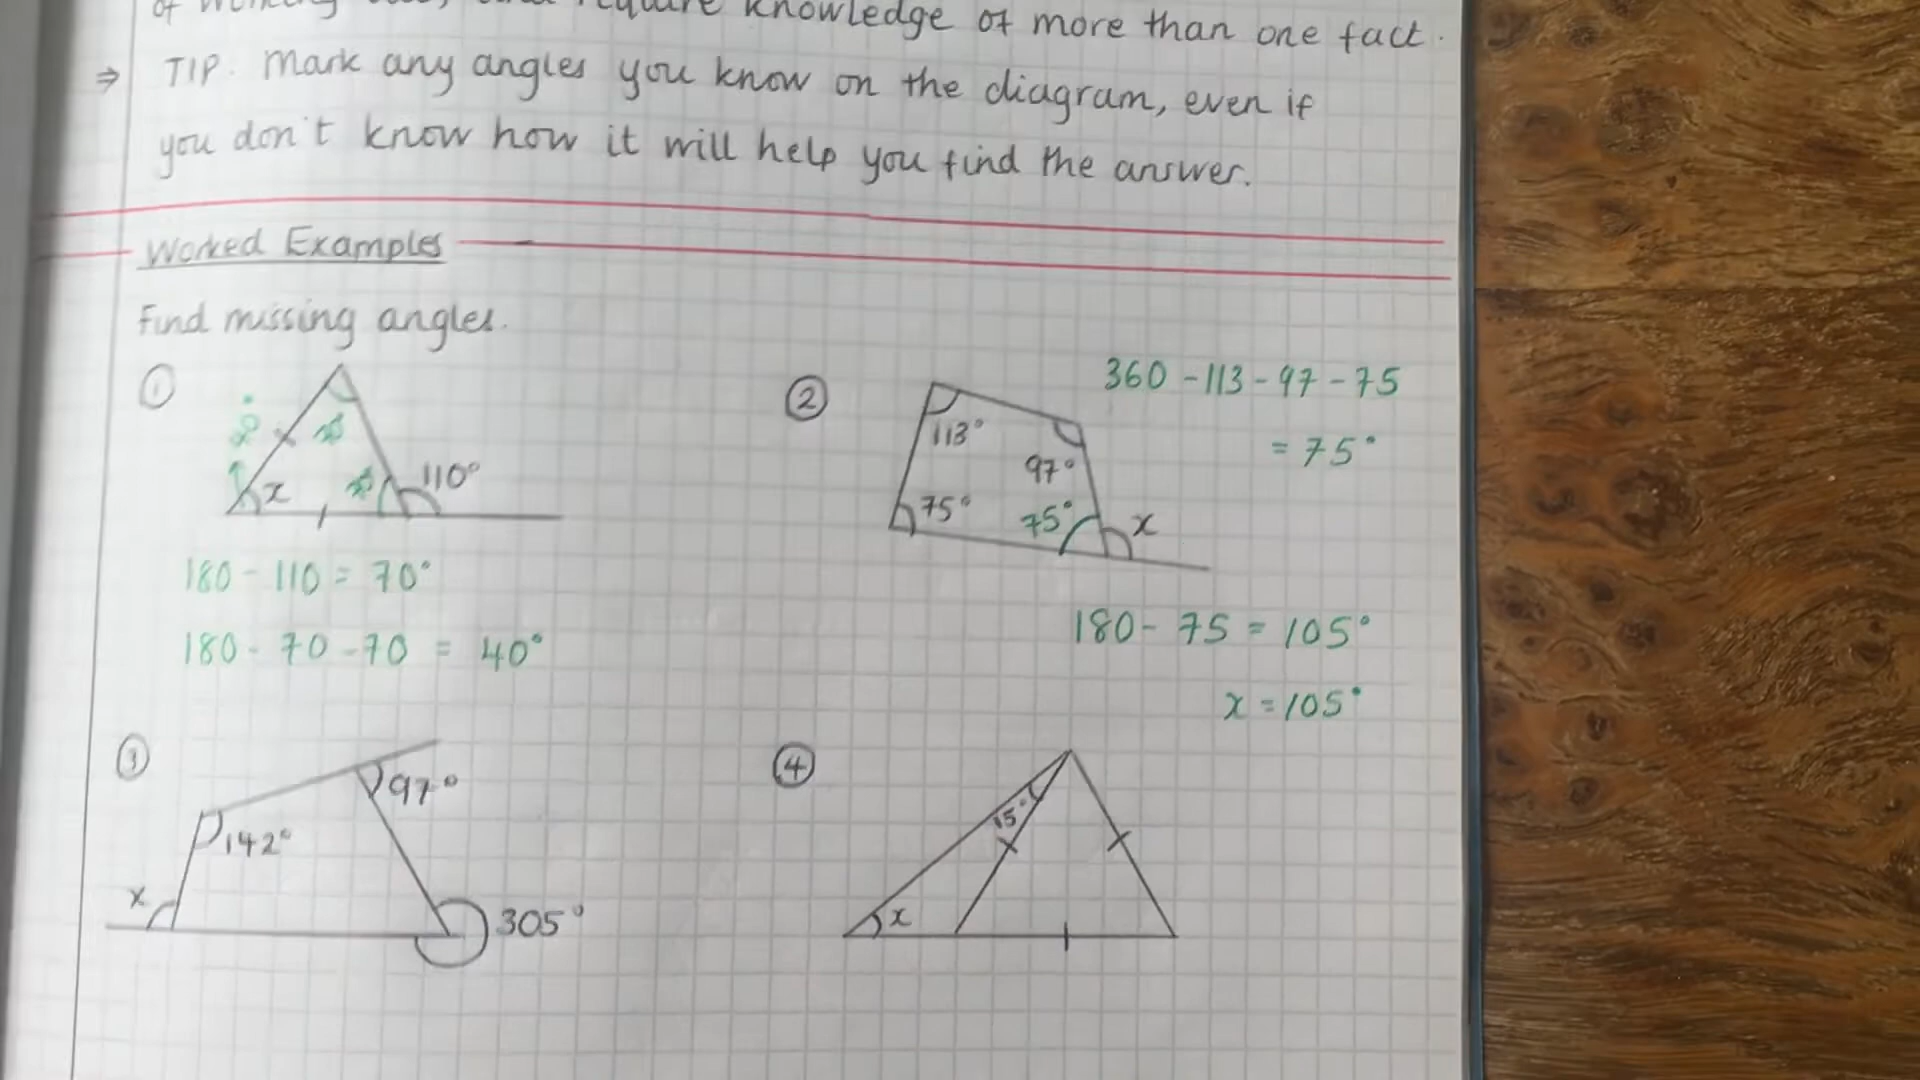 of more than one fact.
⇒ TIP. Mark any angles you know on the diagram, even if
you don't know how it will help you find the answer.
Worked Examples
Find missing angles.
①
x
110°
180 - 110 = 70°
180 - 70 - 70 = 40°
②
113°
97°
75°
75°
x
360 - 113 - 97 - 75
= 75°
180 - 75 = 105°
x = 105°
③
97°
142°
x
305°
④
15°
x